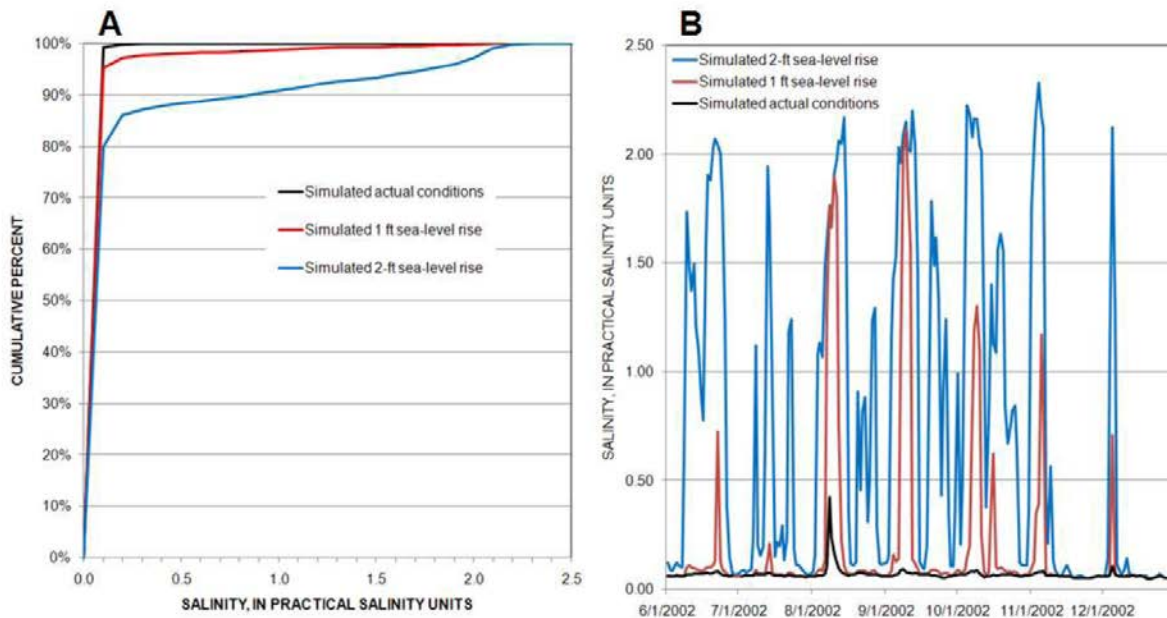 A
100%
90%
80%
70%
60%
50%
40%
30%
20%
10%
0%
CUMULATIVE PERCENT
Simulated actual conditions
Simulated 1 ft sea-level rise
Simulated 2-ft sea-level rise
0.0 0.5 1.0 1.5 2.0 2.5
SALINITY, IN PRACTICAL SALINITY UNITS
B
2.50
2.00
1.50
1.00
0.50
0.00
SALINITY, IN PRACTICAL SALINITY UNITS
Simulated 2-ft sea-level rise
Simulated 1 ft sea-level rise
Simulated actual conditions
6/1/2002 7/1/2002 8/1/2002 9/1/2002 10/1/2002 11/1/2002 12/1/2002